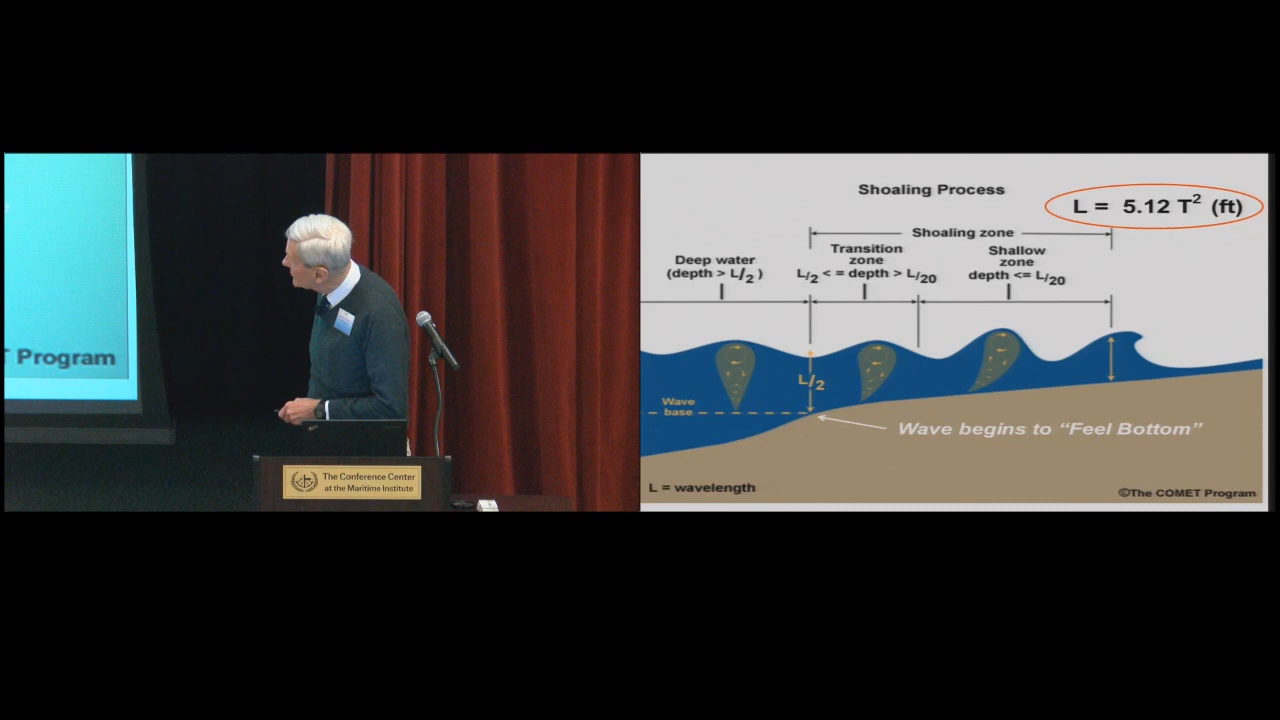 T Program
The Conference Center
at the Maritime Institute
Shoaling Process
L = 5.12 T² (ft)
Shoaling zone
Deep water
(depth > L/2 )
Transition
zone
L/2 < = depth > L/20
Shallow
zone
depth <= L/20
L/2
Wave
base
Wave begins to “Feel Bottom”
L = wavelength
©The COMET Program